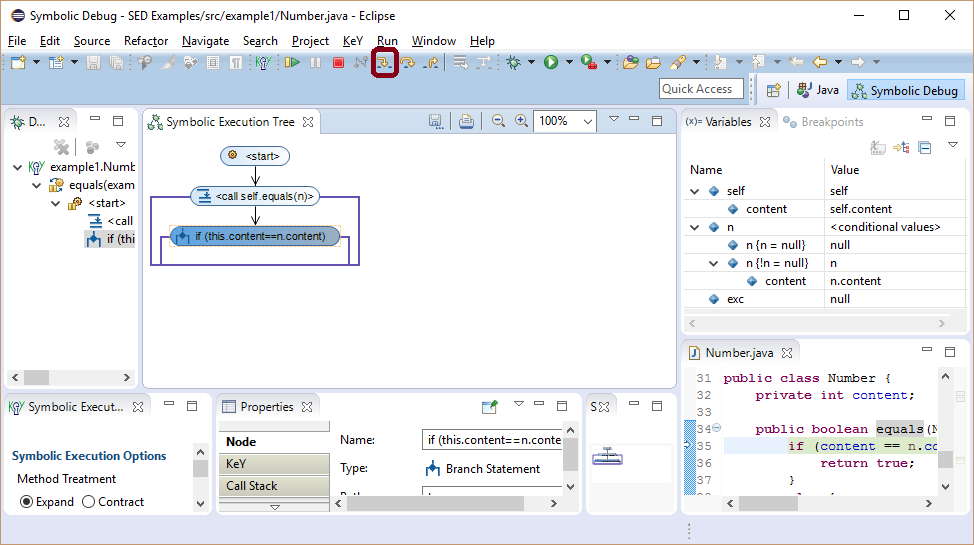 Symbolic Debug - SED Examples/src/example1/Number.java - Eclipse
File Edit Source Refactor Navigate Search Project KeY Run Window Help
Quick Access
Java
Symbolic Debug
D...
example1.Numb
equals(exam
<start>
<call
if (thi
Symbolic Execution Tree
100%
<start>
<call self.equals(n)>
if (this.content==n.content)
(x)= Variables
Breakpoints
Name Value
self self
content self.content
n <conditional values>
n {n = null} null
n {!n = null} n
content n.content
exc null
Number.java
31 public class Number {
32 private int content;
33
34 public boolean equals(N
35 if (content == n.co
36 return true;
37 }
Symbolic Execut...
Symbolic Execution Options
Method Treatment
Expand Contract
Properties
Node
KeY
Call Stack
Name: if (this.content==n.conte
Type: Branch Statement
S